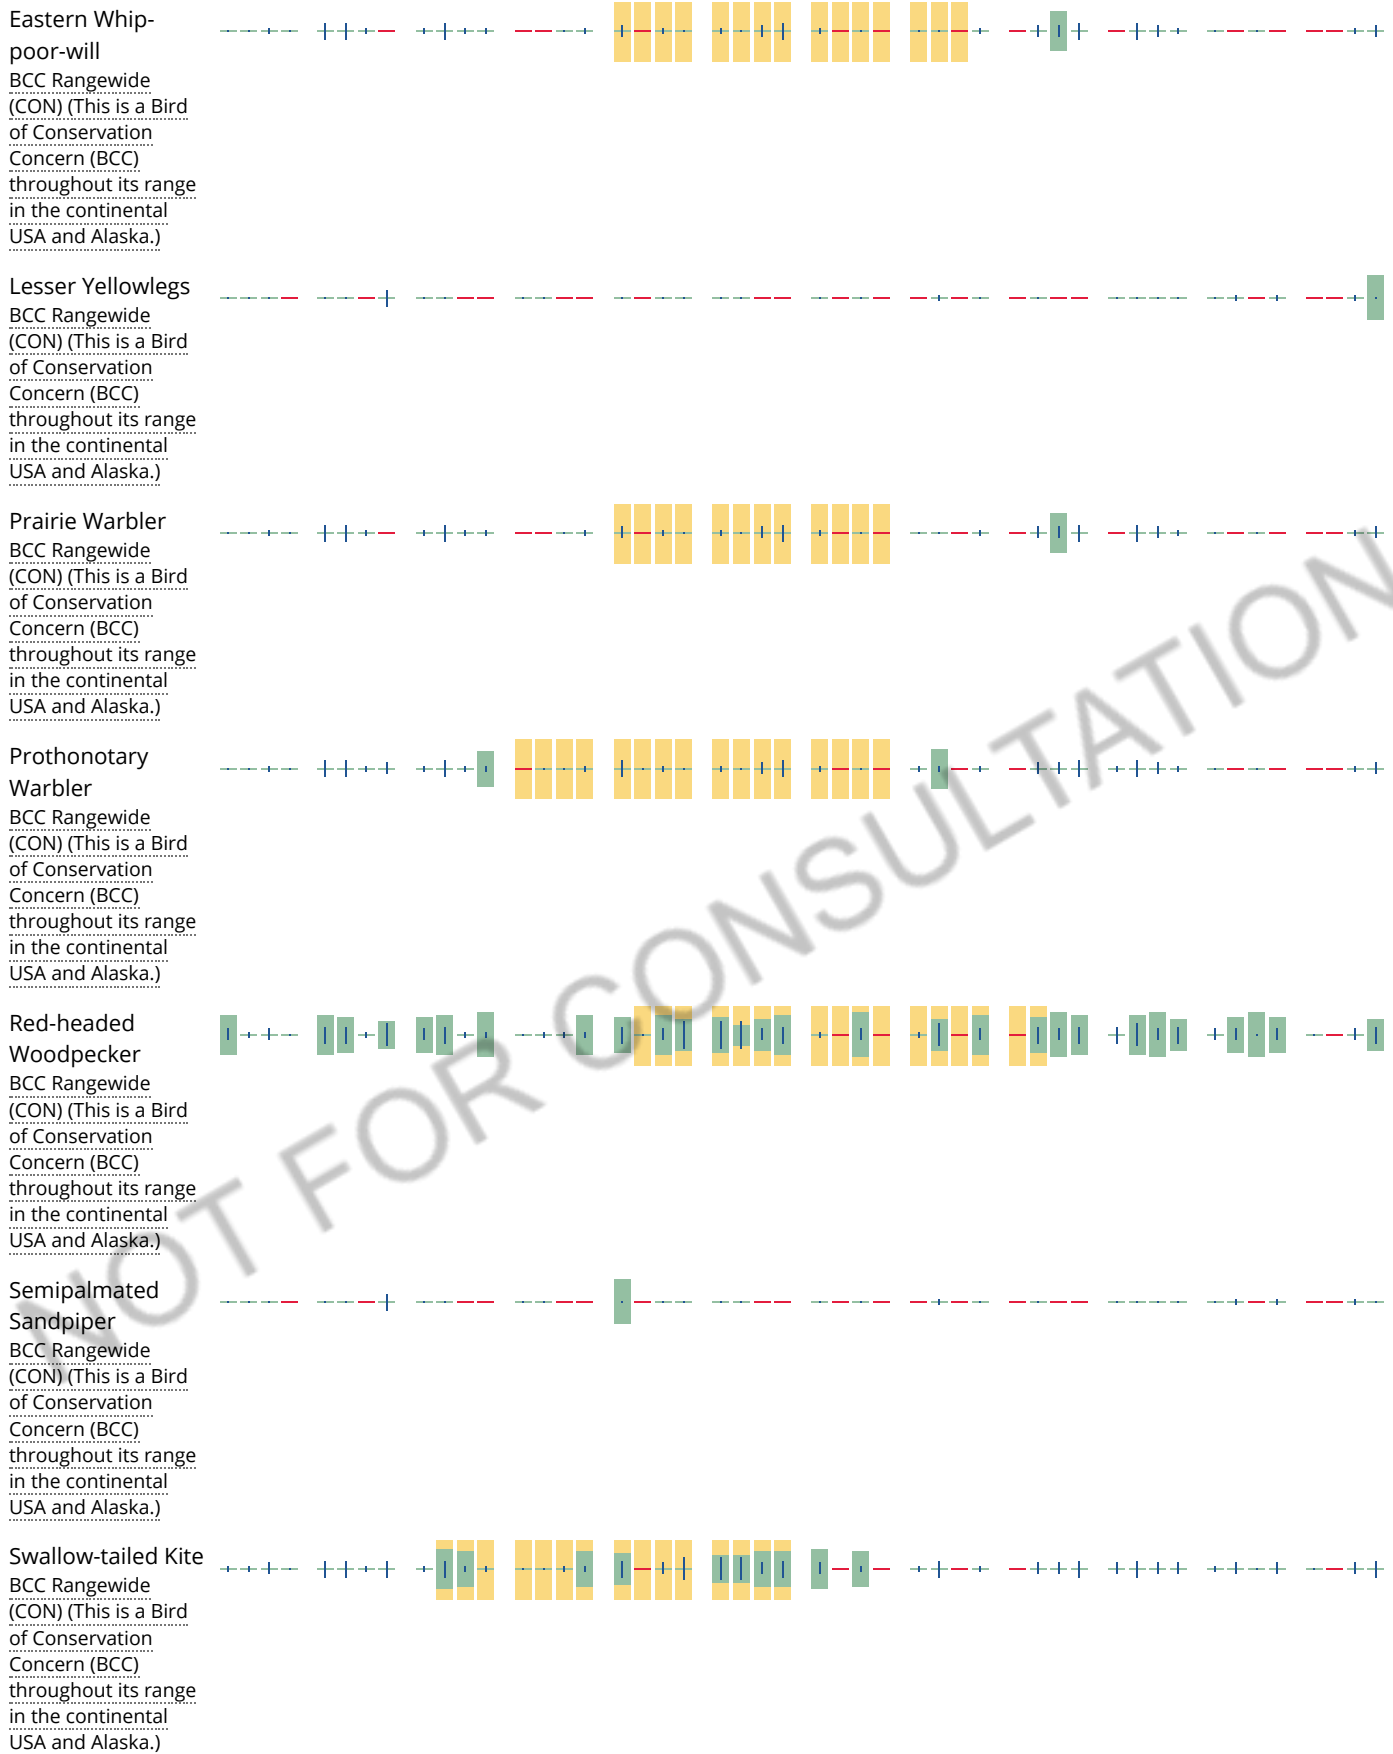 Eastern Whip-
poor-will
BCC Rangewide
(CON) (This is a Bird
of Conservation
Concern (BCC)
throughout its range
in the continental
USA and Alaska.)
Lesser Yellowlegs
BCC Rangewide
(CON) (This is a Bird
of Conservation
Concern (BCC)
throughout its range
in the continental
USA and Alaska.)
Prairie Warbler
BCC Rangewide
(CON) (This is a Bird
of Conservation
Concern (BCC)
throughout its range
in the continental
USA and Alaska.)
Prothonotary
Warbler
BCC Rangewide
(CON) (This is a Bird
of Conservation
Concern (BCC)
throughout its range
in the continental
USA and Alaska.)
Red-headed
Woodpecker
BCC Rangewide
(CON) (This is a Bird
of Conservation
Concern (BCC)
throughout its range
in the continental
USA and Alaska.)
Semipalmated
Sandpiper
BCC Rangewide
(CON) (This is a Bird
of Conservation
Concern (BCC)
throughout its range
in the continental
USA and Alaska.)
Swallow-tailed Kite
BCC Rangewide
(CON) (This is a Bird
of Conservation
Concern (BCC)
throughout its range
in the continental
USA and Alaska.)
NOT FOR CONSULTATION